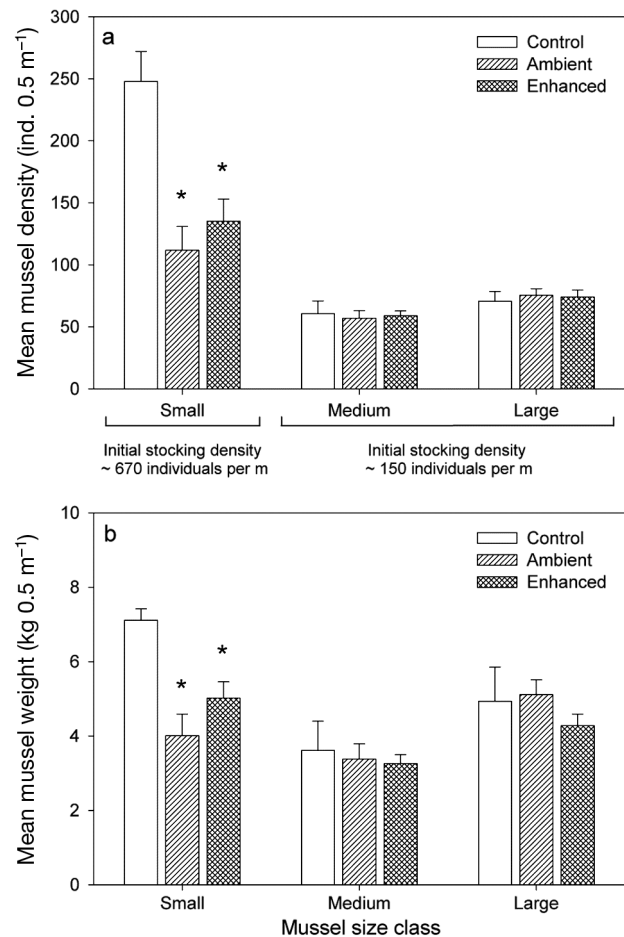 300
a
Control
Ambient
Enhanced
250
200
150
100
50
0
*
*
Mean mussel density (ind. 0.5 m⁻¹)
Small Medium Large
Initial stocking density
~ 670 individuals per m
Initial stocking density
~ 150 individuals per m
10
b
Control
Ambient
Enhanced
8
6
4
2
0
*
*
Mean mussel weight (kg 0.5 m⁻¹)
Small Medium Large
Mussel size class